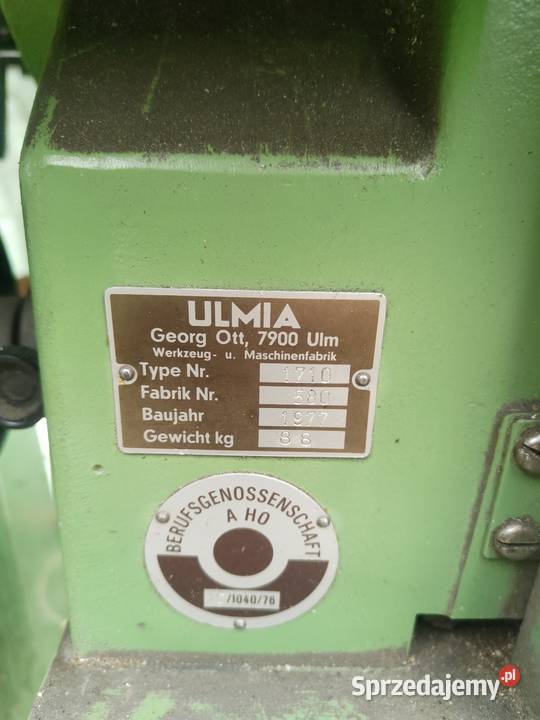 ULMIA
Georg Ott, 7900 Ulm
Werkzeug- u. Maschinenfabrik
Type Nr. 1710
Fabrik Nr. 580
Baujahr 1977
Gewicht kg 88
BERUFSGENOSSENSCHAFT
A HO
/1040/76
Sprzedajemy.pl